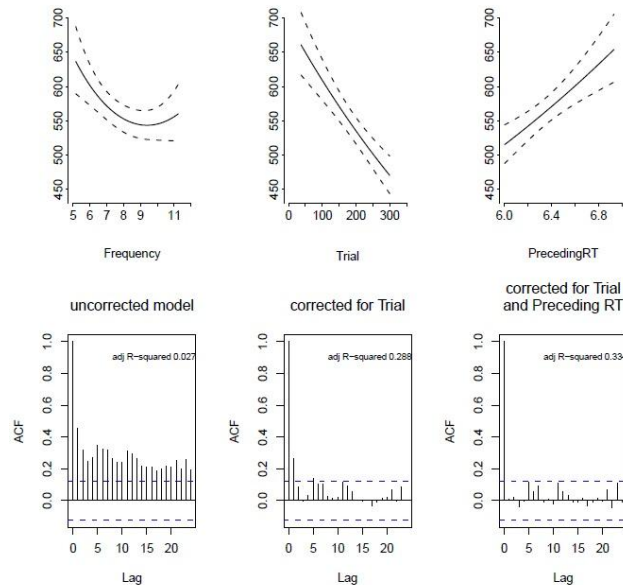 700
650
600
550
500
450
5 6 7 8 9 11
Frequency
700
650
600
550
500
450
0 100 200 300
Trial
700
650
600
550
500
450
6.0 6.4 6.8
PrecedingRT
uncorrected model
adj R-squared 0.027
ACF
1.0
0.8
0.6
0.4
0.2
0.0
0 5 10 15 20
Lag
corrected for Trial
adj R-squared 0.288
ACF
1.0
0.8
0.6
0.4
0.2
0.0
0 5 10 15 20
Lag
corrected for Trial
and Preceding RT
adj R-squared 0.334
ACF
1.0
0.8
0.6
0.4
0.2
0.0
0 5 10 15 20
Lag